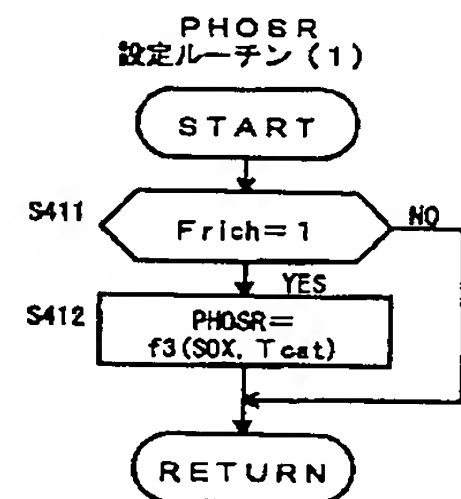 PHOSR
設定ルーチン(1)
START
S411
Frich=1
NO
YES
S412
PHOSR=
f3(SOX, Tcat)
RETURN